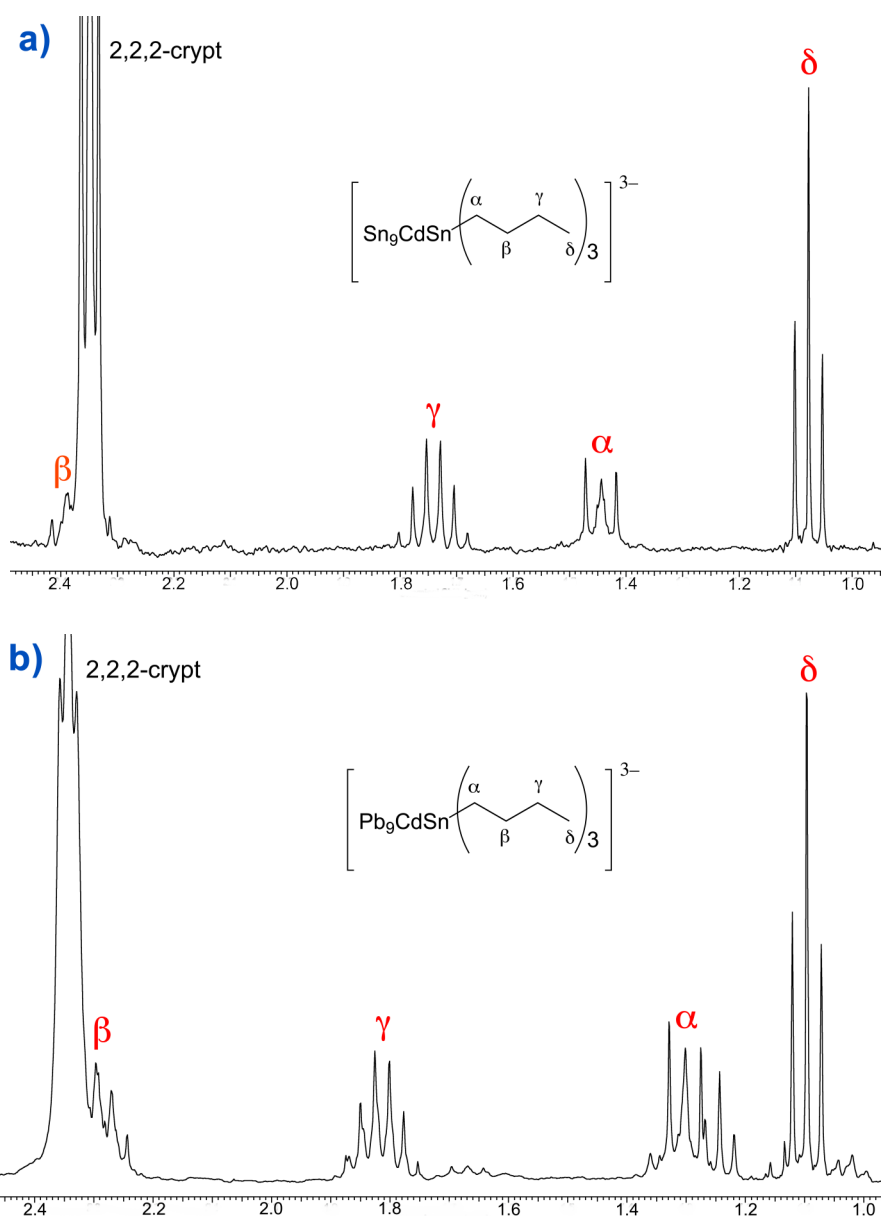 a)
2,2,2-crypt
δ
[Sn₉CdSn(α β γ δ)₃]³⁻
γ
α
β
2.4 2.2 2.0 1.8 1.6 1.4 1.2 1.0
b)
2,2,2-crypt
δ
[Pb₉CdSn(α β γ δ)₃]³⁻
β
γ
α
2.4 2.2 2.0 1.8 1.6 1.4 1.2 1.0